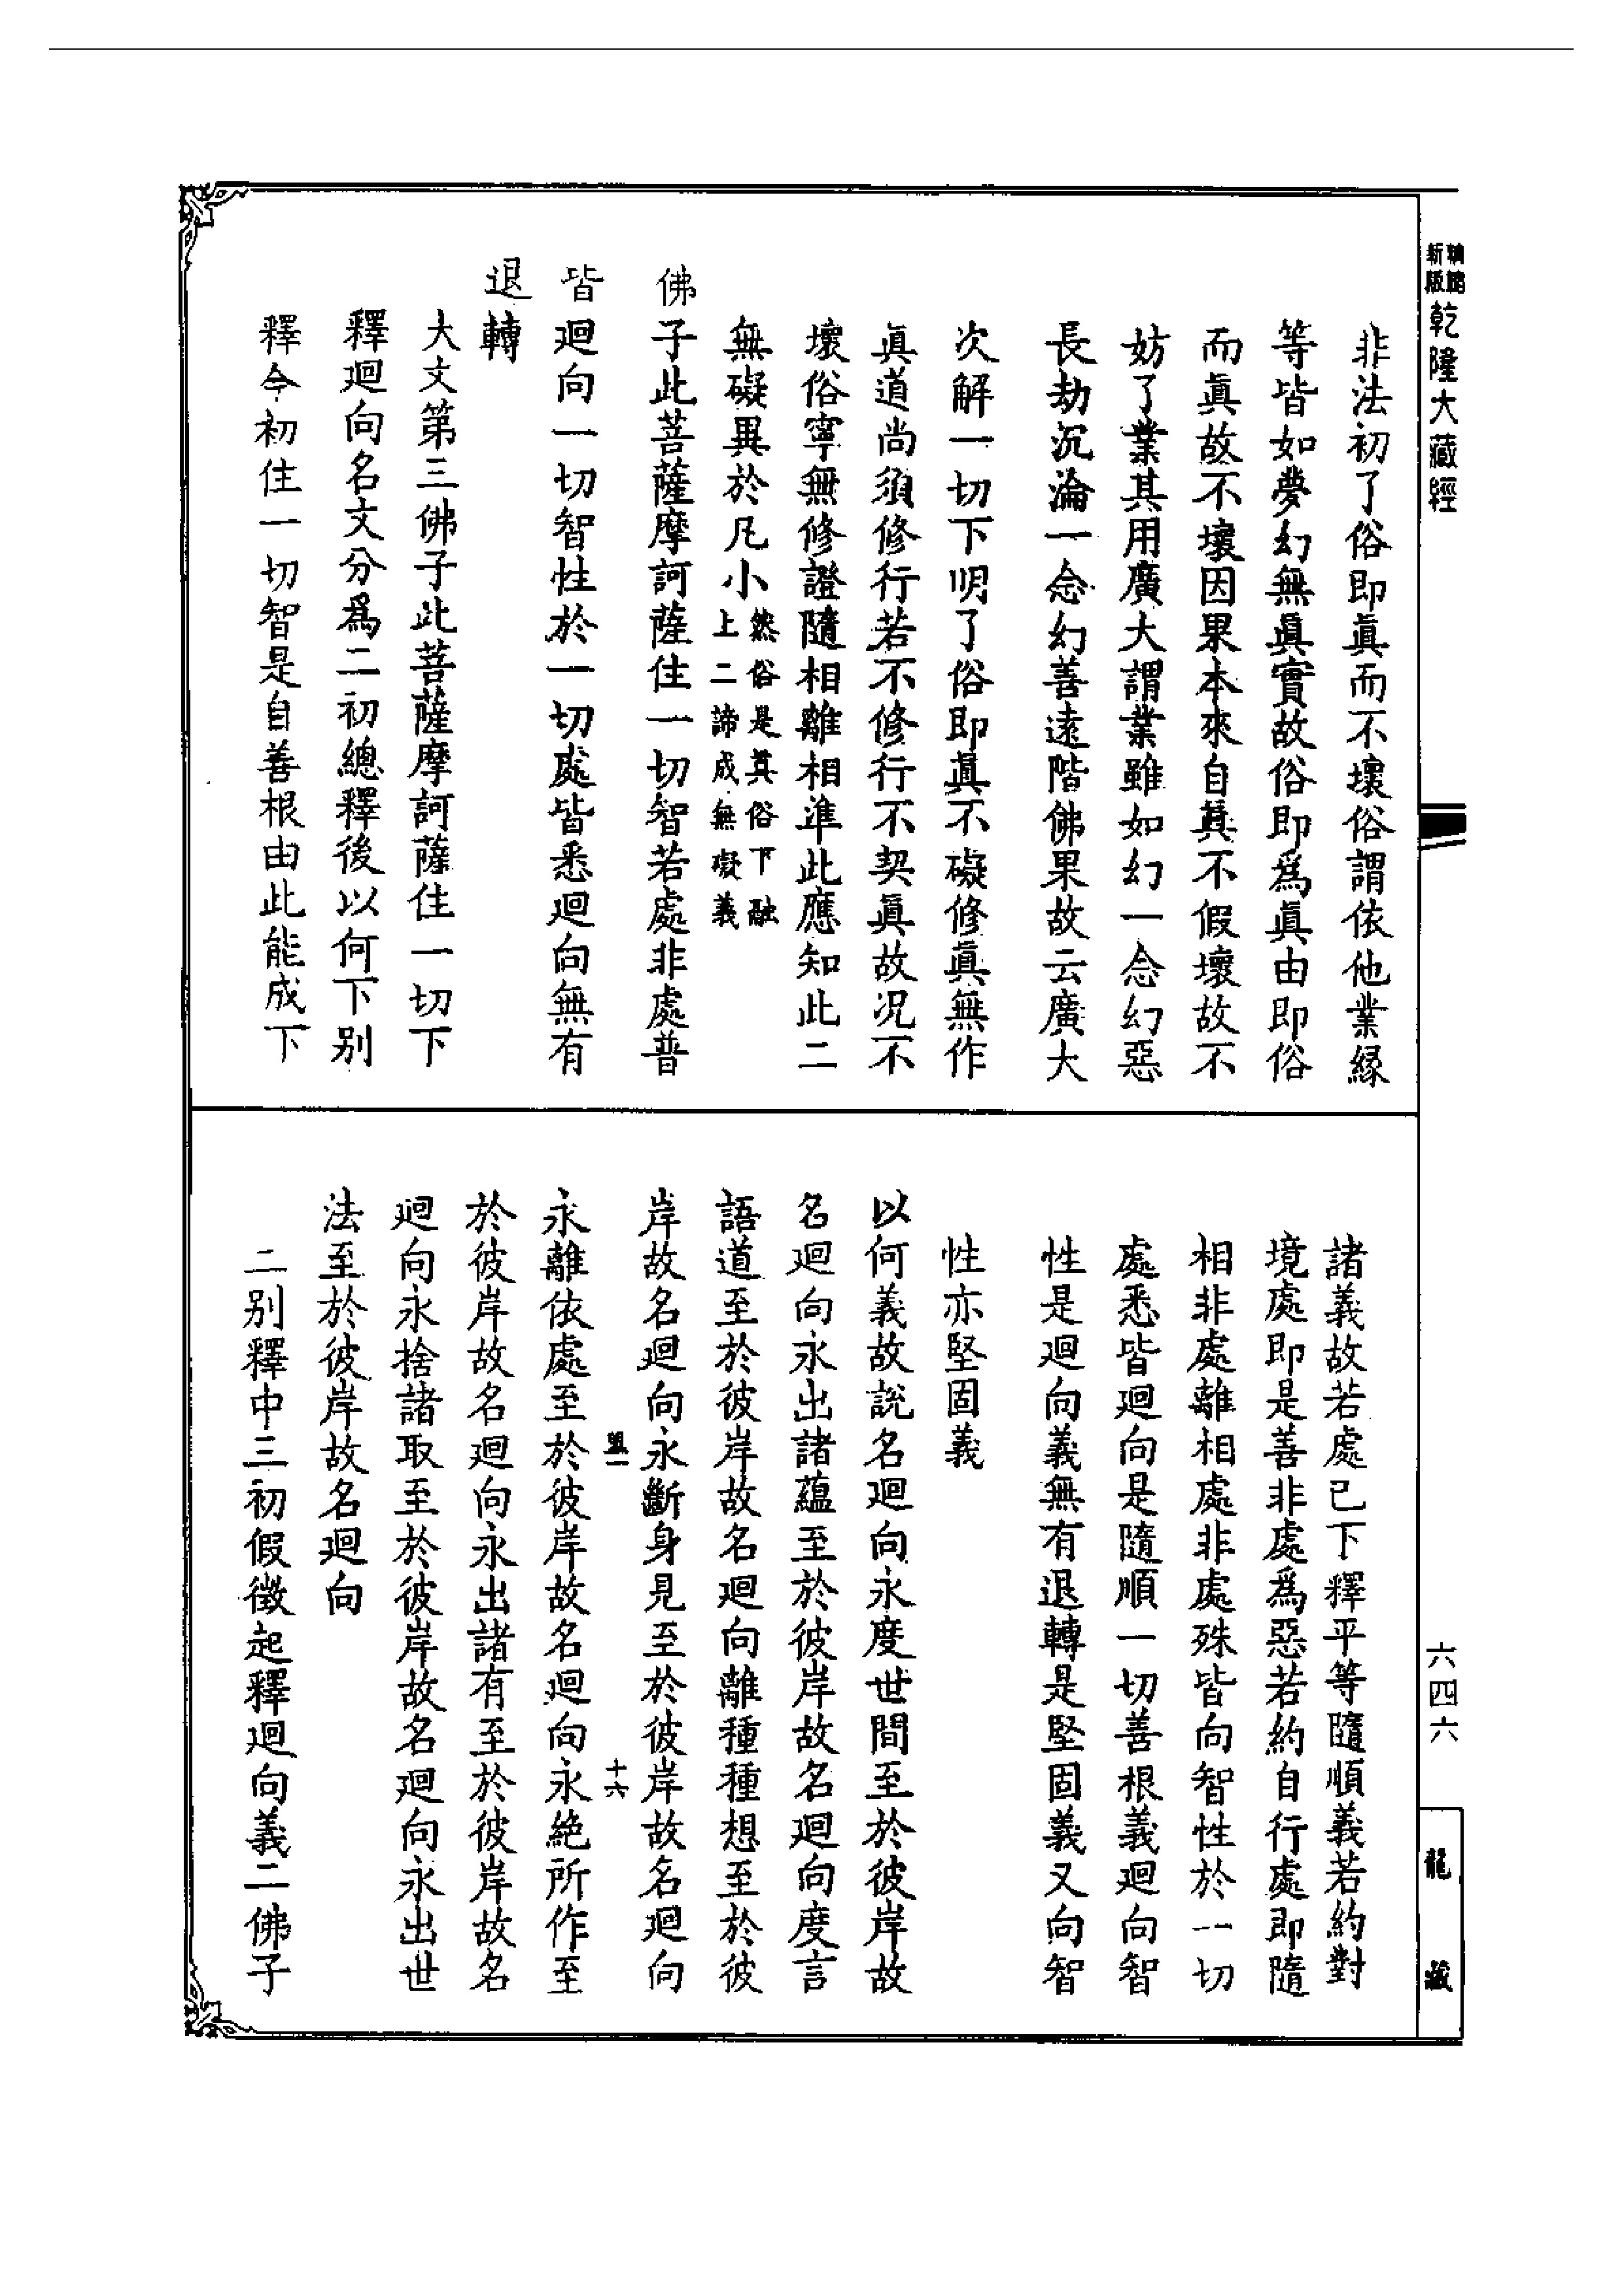 新版
乾隆大藏經
非法初了俗即眞而不壞俗謂依他業緣
等皆如夢幻無眞實故俗即爲眞由即俗
而眞故不壞因果本來自眞不假壞故不
妨了業其用廣大謂業雖如幻一念幻惡
長劫沉淪一念幻善遠階佛果故云廣大
次解一切下明了俗即眞不礙修眞無作
眞道尚須修行若不修行不契眞故況不
壞俗寧無修證隨相離相準此應知此二
無礙異於凡小然俗是眞俗下融
上二諦成無礙義
佛子此菩薩摩訶薩住一切智若處非處普
皆迴向一切智性於一切處皆悉迴向無有
退轉
大文第三佛子此菩薩摩訶薩住一切下
釋迴向名文分爲二初總釋後以何下別
釋今初住一切智是自善根由此能成下
諸義故若處已下釋平等隨順義若約對
境處即是善非處爲惡若約自行處即隨
相非處離相處非處殊皆向智性於一切
處悉皆迴向是隨順一切善根義迴向智
性是迴向義無有退轉是堅固義又向智
性亦堅固義
以何義故說名迴向永度世間至於彼岸故
名迴向永出諸蘊至於彼岸故名迴向度言
語道至於彼岸故名迴向離種種想至於彼
岸故名迴向永斷身見至於彼岸故名迴向
十六
永離依處至於彼岸故名迴向永絶所作至
於彼岸故名迴向永出諸有至於彼岸故名
迴向永捨諸取至於彼岸故名迴向永出世
法至於彼岸故名迴向
二別釋中三初假徵起釋迴向義二佛子
六四六
龍藏